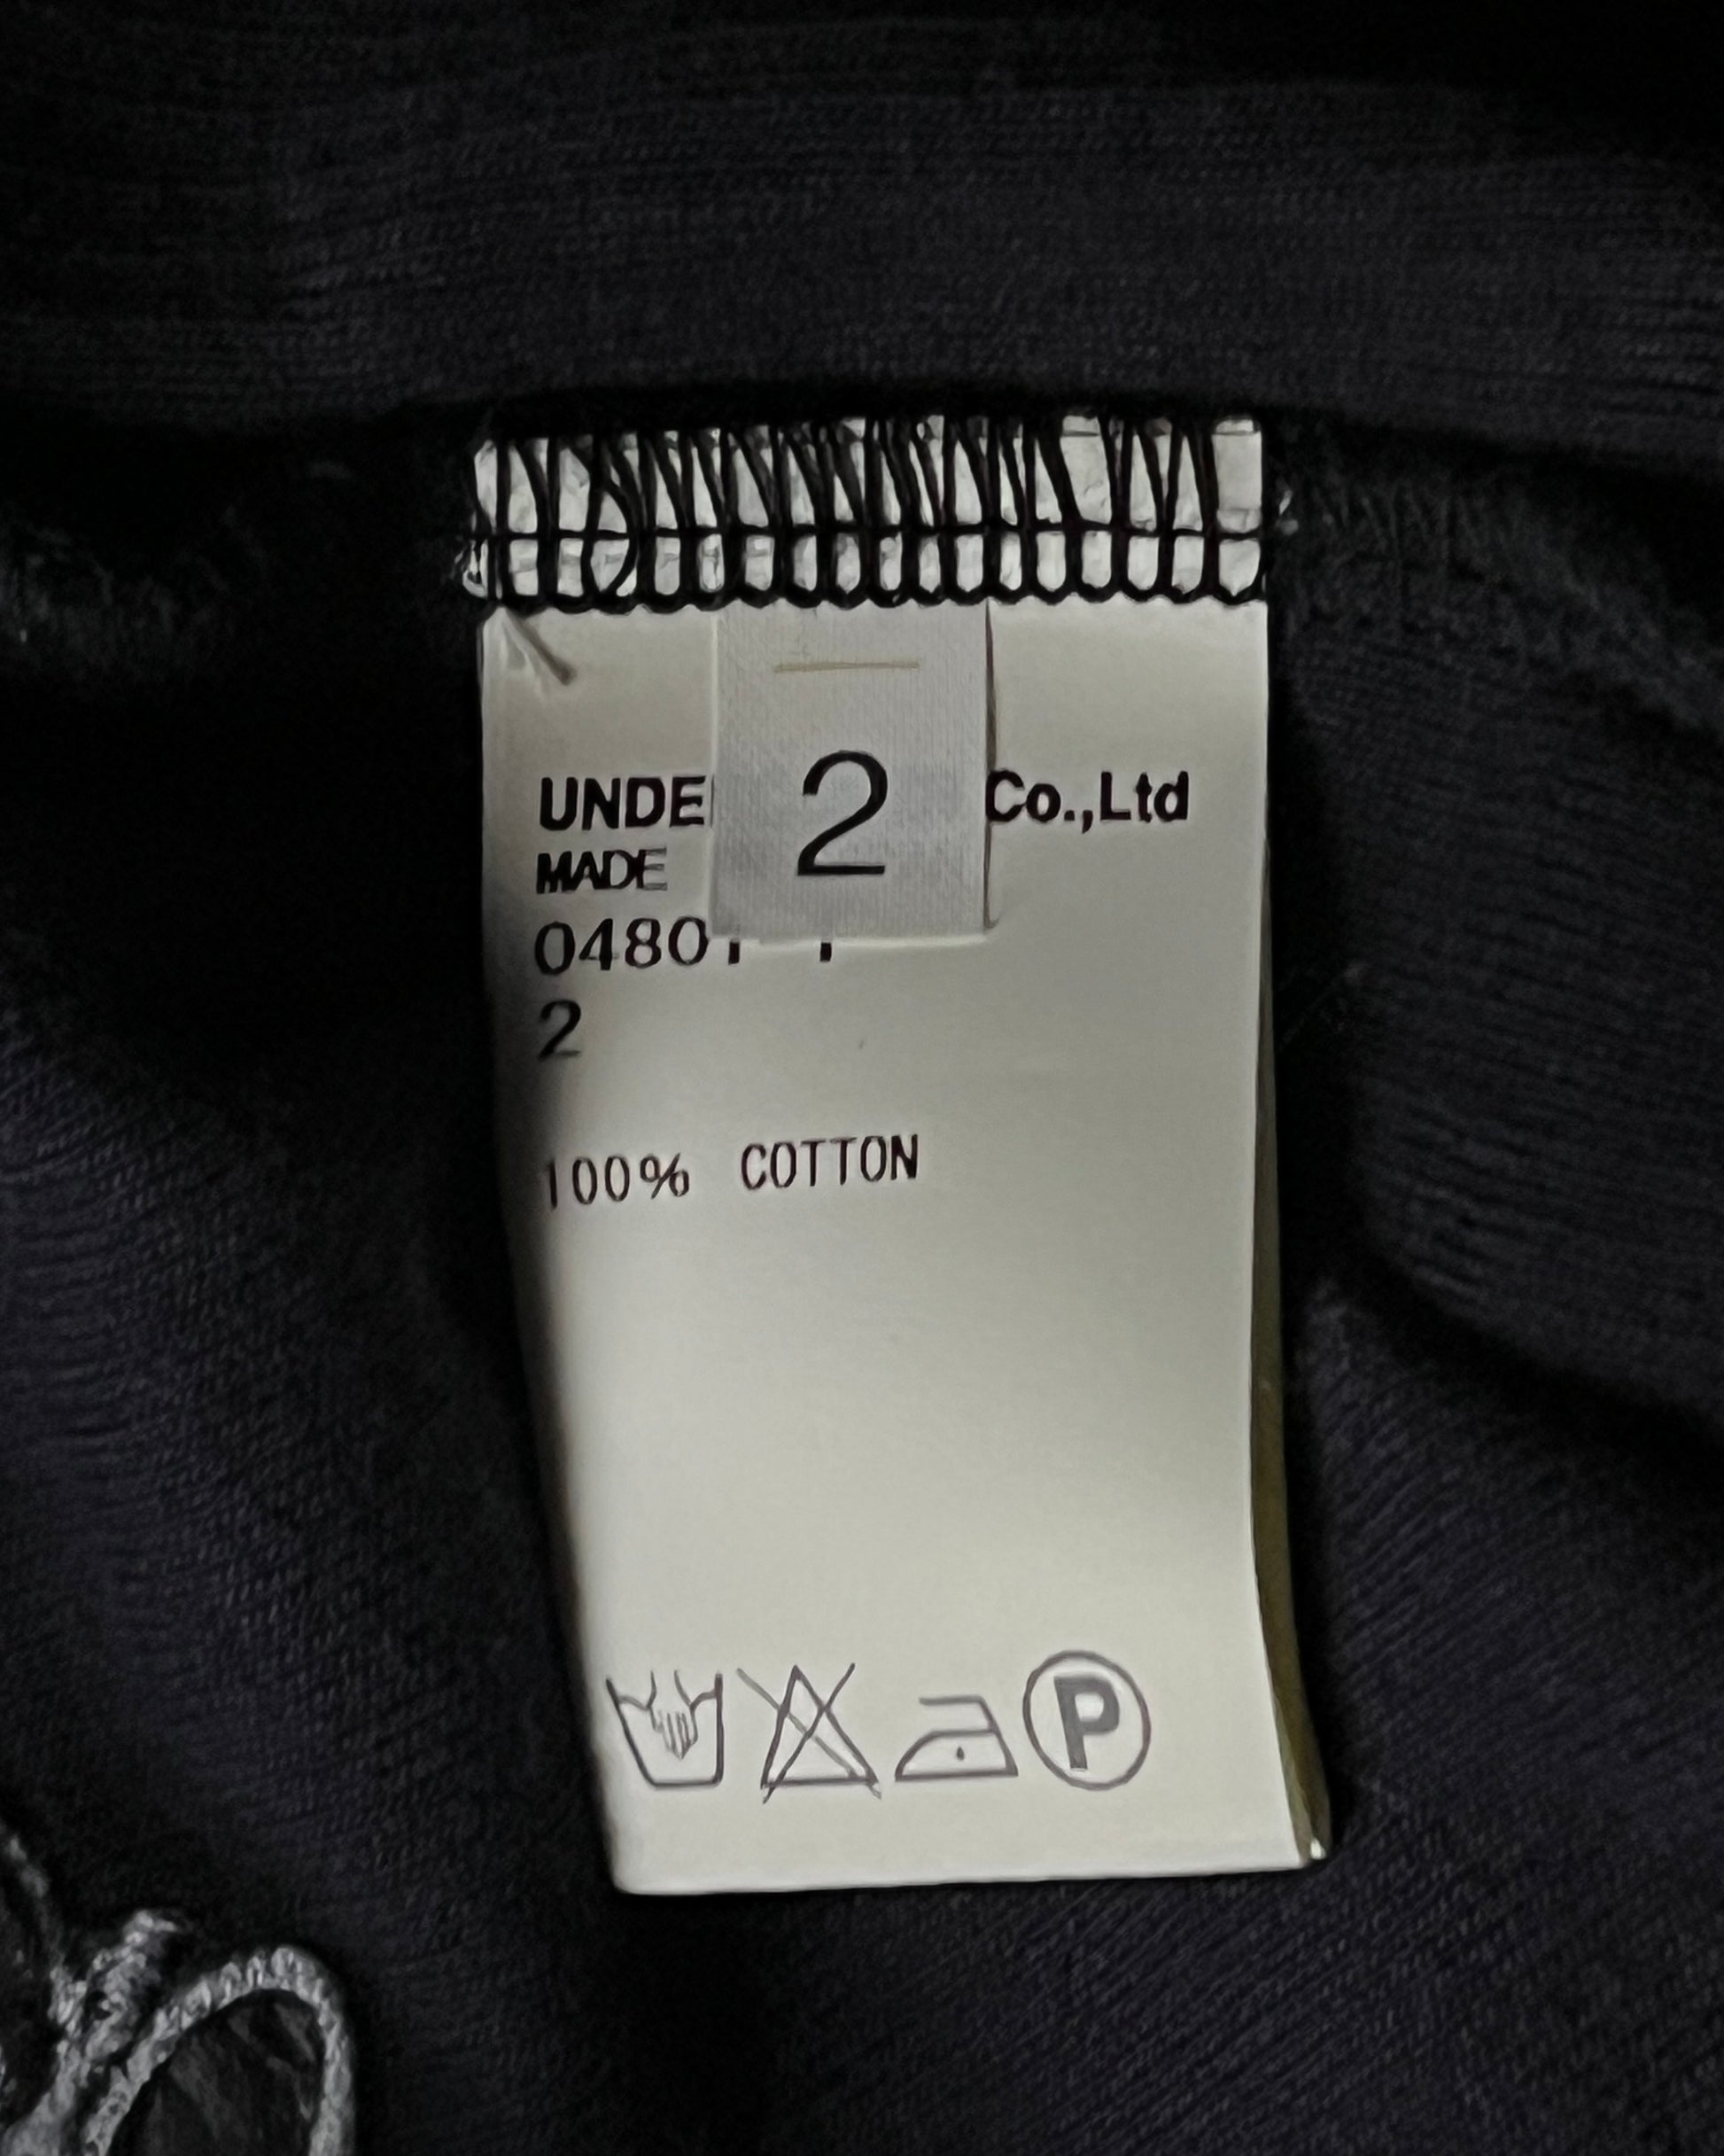 2
UNDE Co.,Ltd
MADE
0480
2
100% COTTON
P